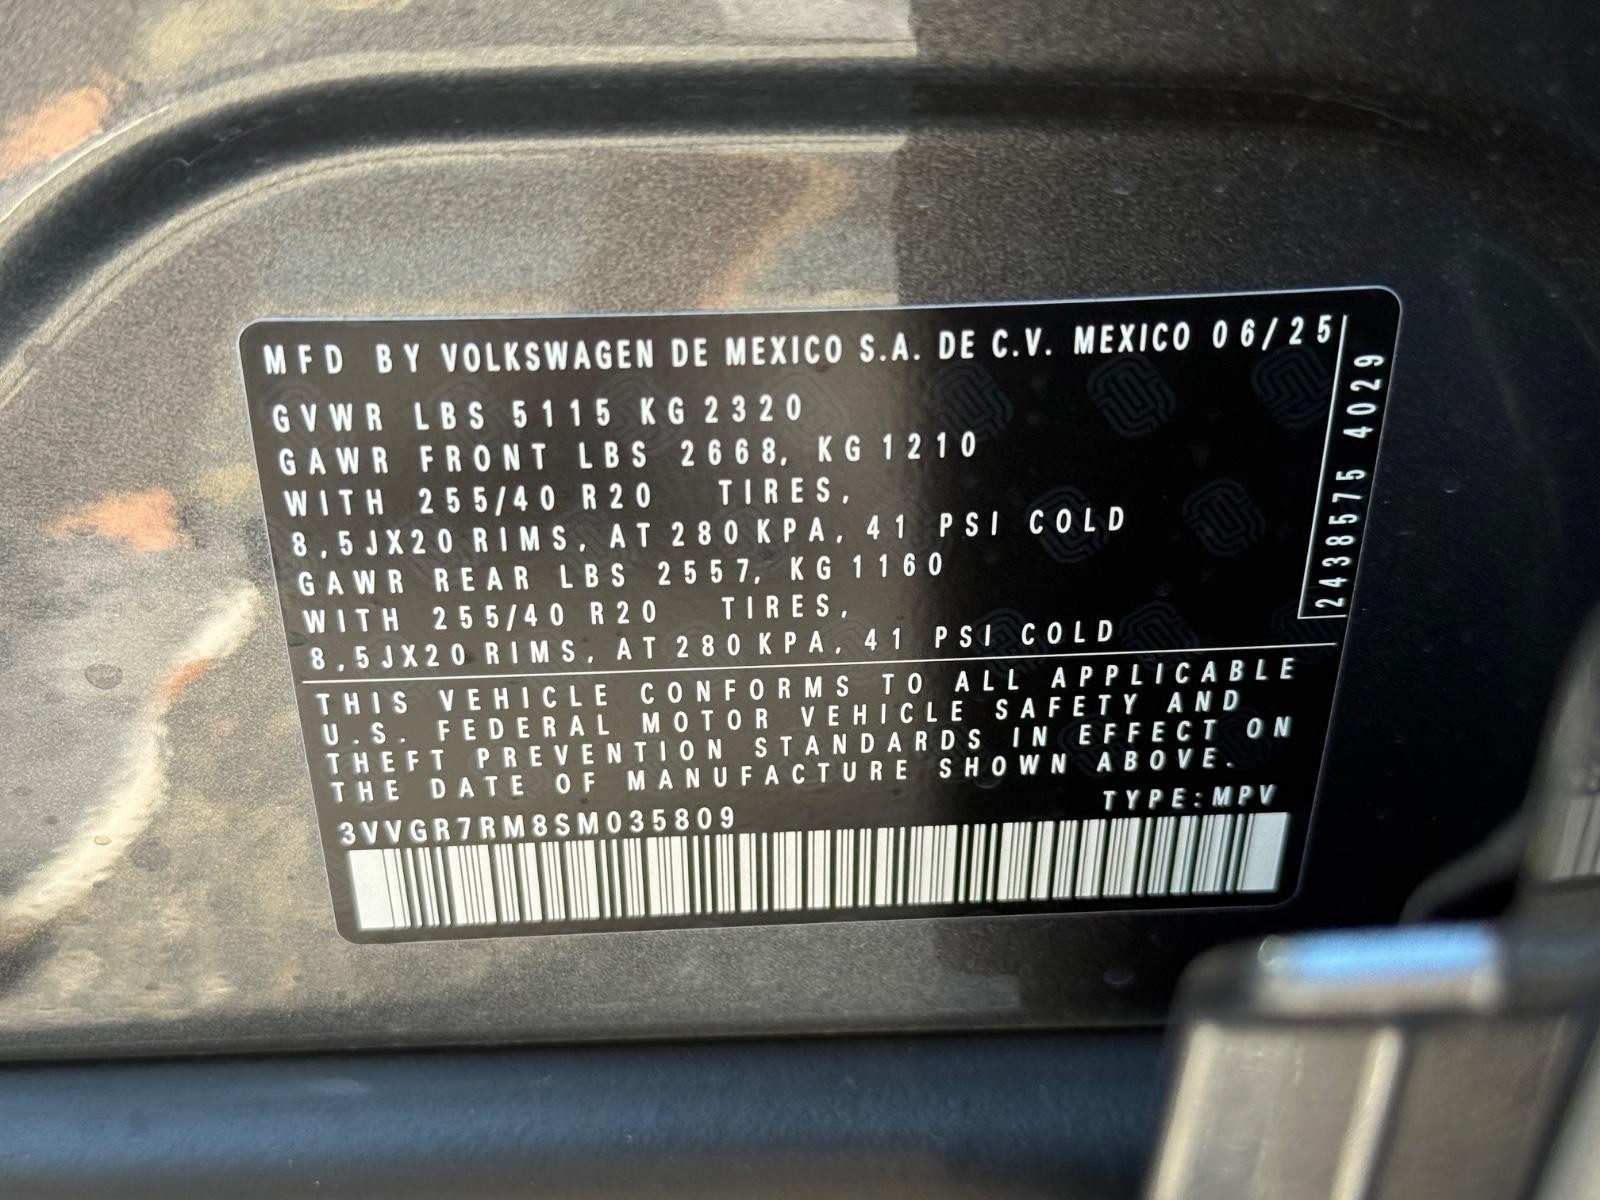 MFD BY VOLKSWAGEN DE MEXICO S.A. DE C.V. MEXICO 06/25
GVWR LBS 5115 KG 2320
GAWR FRONT LBS 2668, KG 1210
WITH 255/40 R20 TIRES,
8,5JX20 RIMS, AT 280 KPA, 41 PSI COLD
GAWR REAR LBS 2557, KG 1160
WITH 255/40 R20 TIRES,
8,5JX20 RIMS, AT 280 KPA, 41 PSI COLD
2438575 4029
THIS VEHICLE CONFORMS TO ALL APPLICABLE
U.S. FEDERAL MOTOR VEHICLE SAFETY AND
THEFT PREVENTION STANDARDS IN EFFECT ON
THE DATE OF MANUFACTURE SHOWN ABOVE.
TYPE:MPV
3VVGR7RM8SM035809